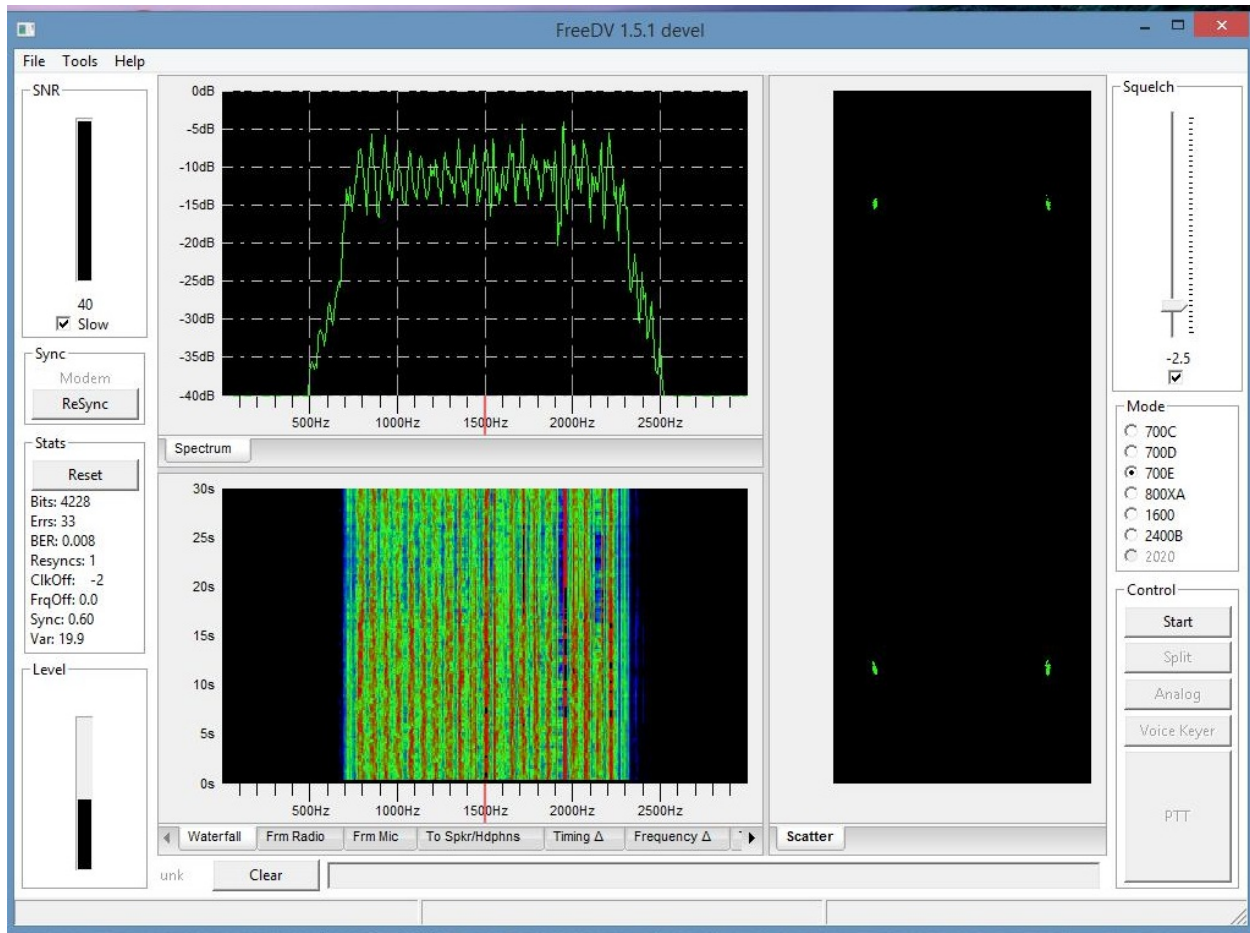 FreeDV 1.5.1 devel
File Tools Help
SNR
40
Slow
Sync
Modem
ReSync
Stats
Reset
Bits: 4228
Errs: 33
BER: 0.008
Resyncs: 1
ClkOff: -2
FrqOff: 0.0
Sync: 0.60
Var: 19.9
Level
0dB
-5dB
-10dB
-15dB
-20dB
-25dB
-30dB
-35dB
-40dB
500Hz 1000Hz 1500Hz 2000Hz 2500Hz
Spectrum
30s
25s
20s
15s
10s
5s
0s
500Hz 1000Hz 1500Hz 2000Hz 2500Hz
Waterfall Frm Radio Frm Mic To Spkr/Hdphns Timing Δ Frequency Δ
Scatter
unk Clear
Squelch
-2.5
Mode
700C
700D
700E
800XA
1600
2400B
2020
Control
Start
Split
Analog
Voice Keyer
PTT